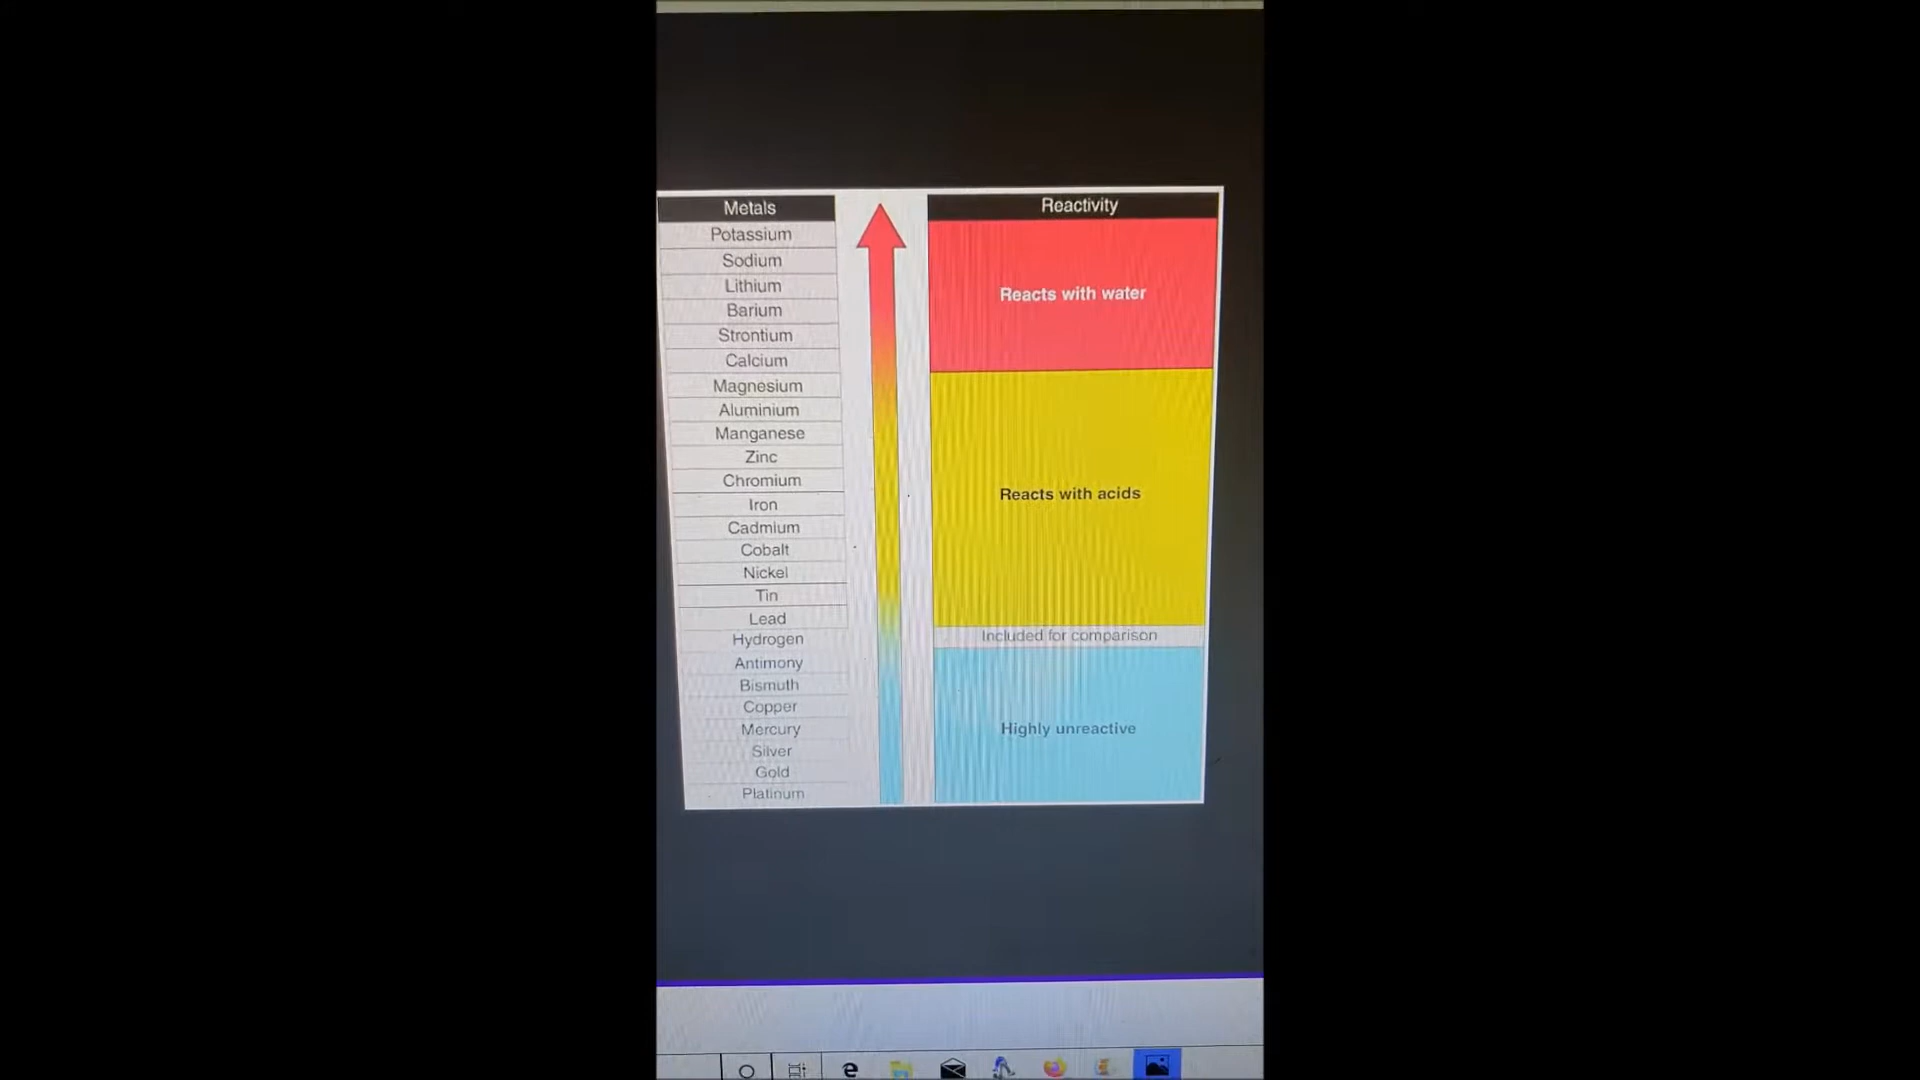 Metals
Reactivity
Potassium
Sodium
Lithium
Barium
Strontium
Calcium
Reacts with water
Magnesium
Aluminium
Manganese
Zinc
Chromium
Iron
Cadmium
Cobalt
Nickel
Tin
Lead
Reacts with acids
Hydrogen
Included for comparison
Antimony
Bismuth
Copper
Mercury
Silver
Gold
Platinum
Highly unreactive